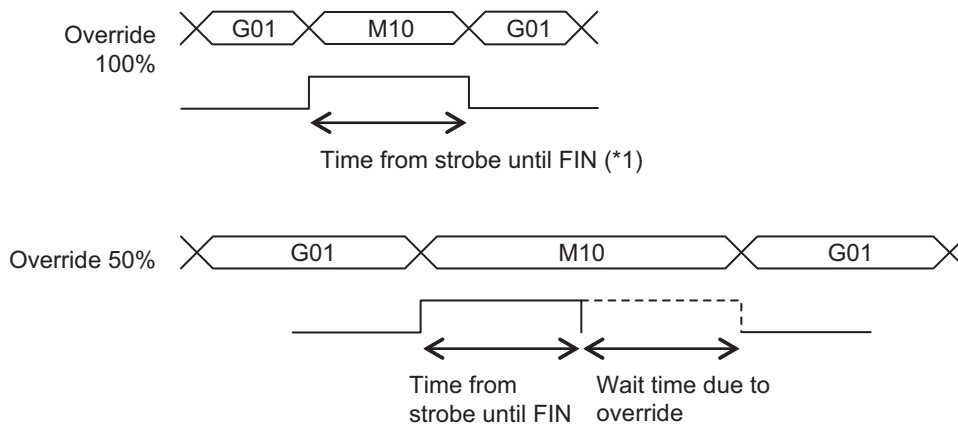 Override
100%
G01 M10 G01
Time from strobe until FIN (*1)
Override 50%
G01 M10 G01
Time from
strobe until FIN
Wait time due to
override